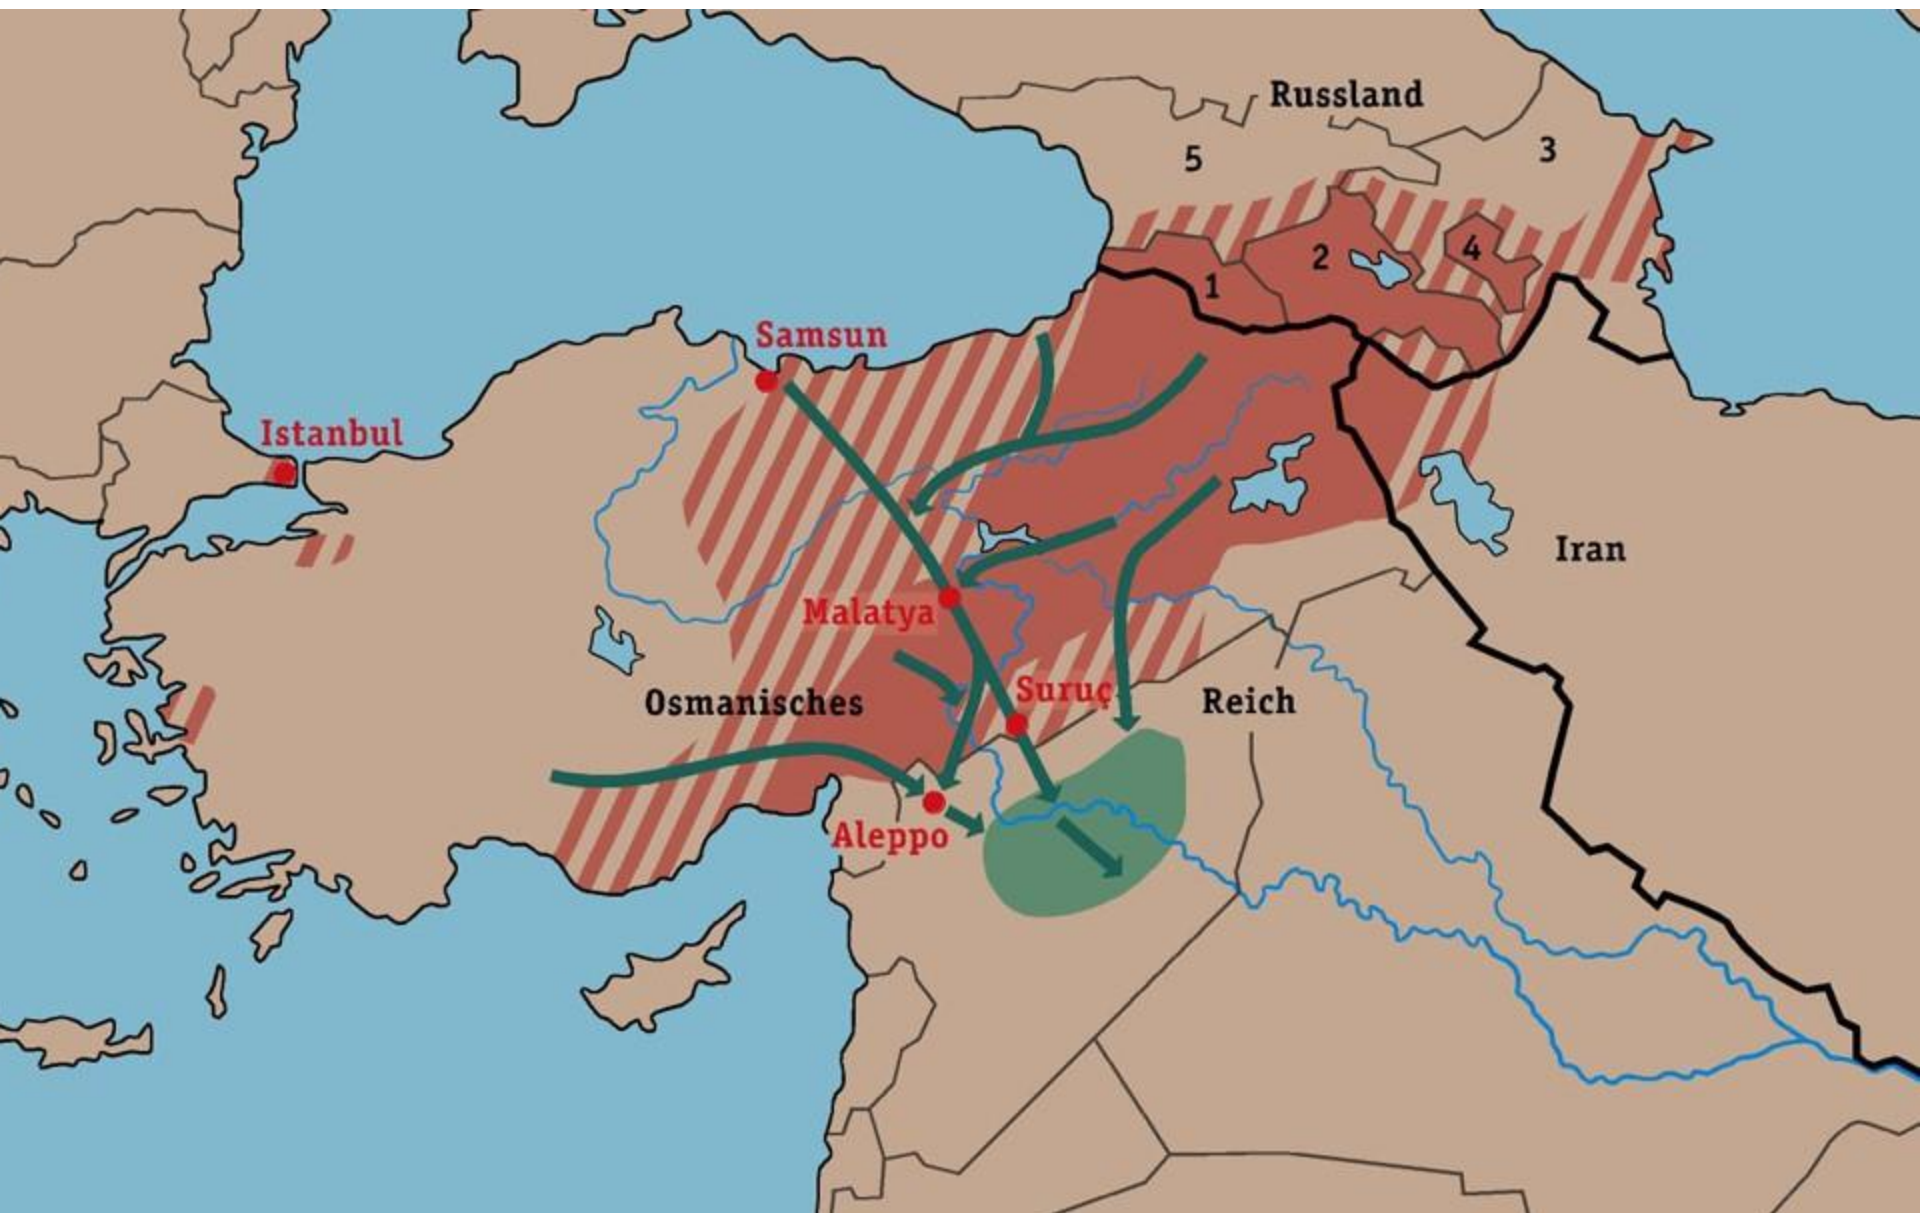 Russland
5
3
2
4
1
Samsun
Istanbul
Iran
Malatya
Suruç
Osmanisches
Reich
Aleppo